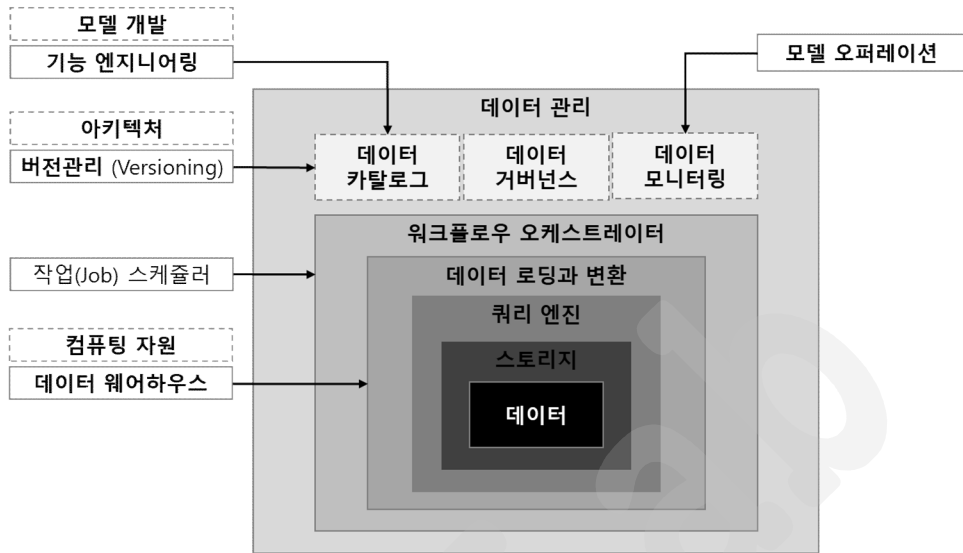 모델 개발
기능 엔지니어링
모델 오퍼레이션
데이터 관리
아키텍처
버전관리 (Versioning)
데이터
카탈로그
데이터
거버넌스
데이터
모니터링
워크플로우 오케스트레이터
작업(Job) 스케쥴러
데이터 로딩과 변환
쿼리 엔진
컴퓨팅 자원
데이터 웨어하우스
스토리지
데이터